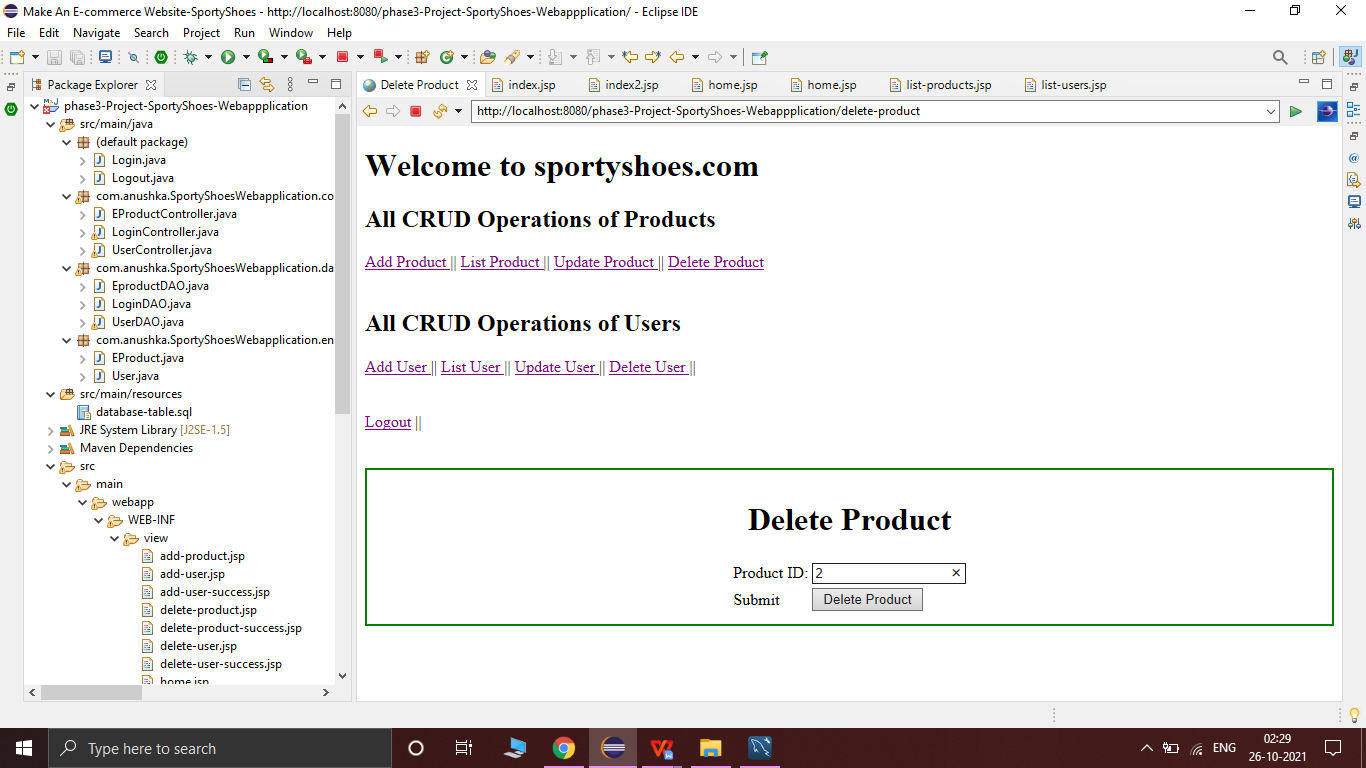 Make An E-commerce Website-SportyShoes - http://localhost:8080/phase3-Project-SportyShoes-Webappplication/ - Eclipse IDE
File Edit Navigate Search Project Run Window Help
Package Explorer
phase3-Project-SportyShoes-Webappplication
src/main/java
(default package)
Login.java
Logout.java
com.anushka.SportyShoesWebapplication.co
EProductController.java
LoginController.java
UserController.java
com.anushka.SportyShoesWebapplication.da
EproductDAO.java
LoginDAO.java
UserDAO.java
com.anushka.SportyShoesWebapplication.en
EProduct.java
User.java
src/main/resources
database-table.sql
JRE System Library [J2SE-1.5]
Maven Dependencies
src
main
webapp
WEB-INF
view
add-product.jsp
add-user.jsp
add-user-success.jsp
delete-product.jsp
delete-product-success.jsp
delete-user.jsp
delete-user-success.jsp
home.jsp
Delete Product index.jsp index2.jsp home.jsp home.jsp list-products.jsp list-users.jsp
http://localhost:8080/phase3-Project-SportyShoes-Webappplication/delete-product
Welcome to sportyshoes.com
All CRUD Operations of Products
Add Product || List Product || Update Product || Delete Product
All CRUD Operations of Users
Add User || List User || Update User || Delete User ||
Logout ||
Delete Product
Product ID: 2
Submit Delete Product
Type here to search
ENG
02:29
26-10-2021